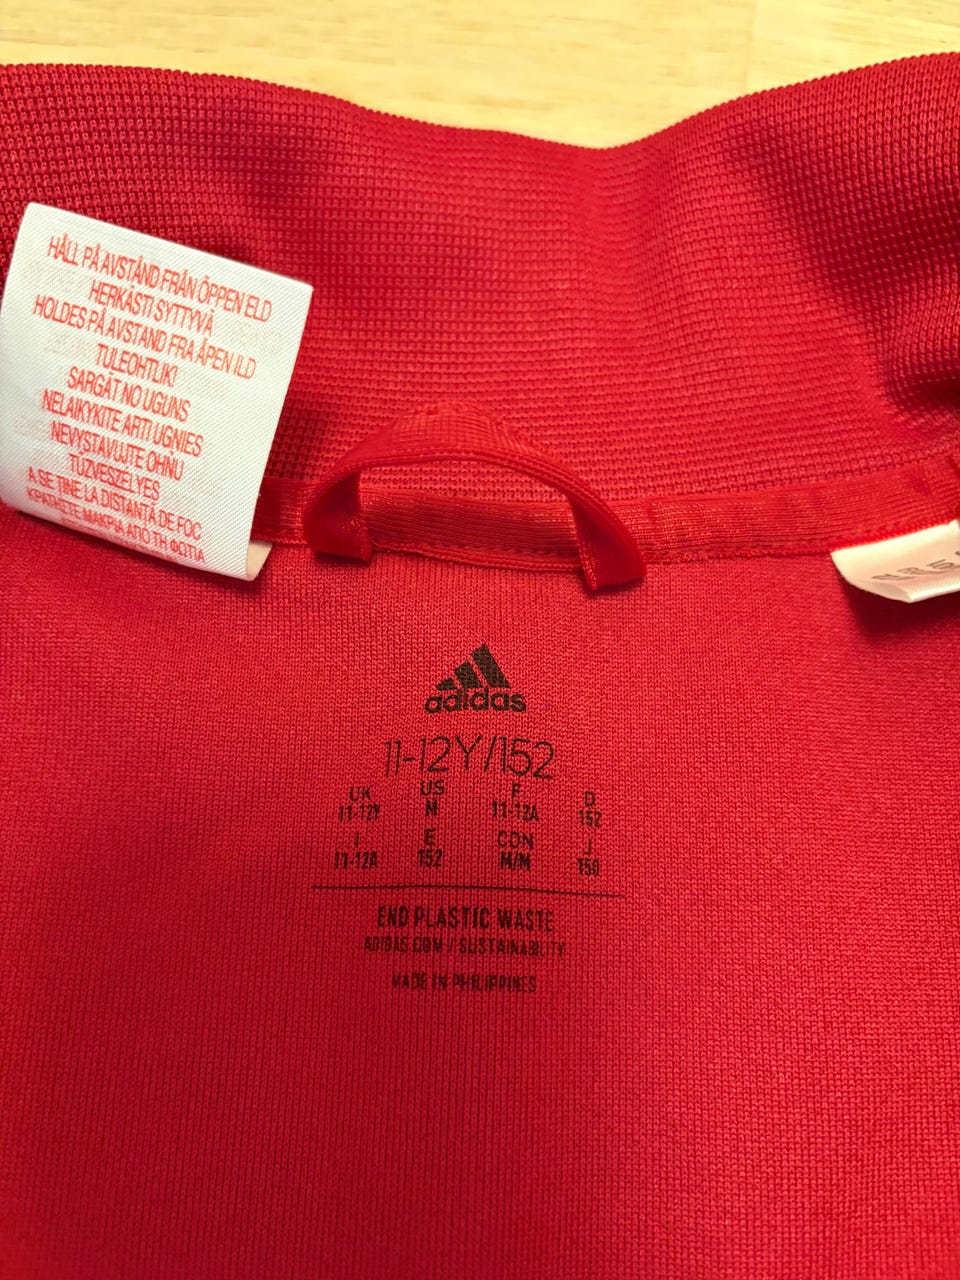 HÅLL PÅ AVSTÅND FRÅN ÖPPEN ELD
HERKÄSTI SYTTYVÄ
HOLDES PÅ AVSTAND FRA ÅPEN ILD
TULEOHTLIK!
SARGĀT NO UGUNS
NELAIKYKITE ARTI UGNIES
NEVYSTAVUJTE OHNU
TŰZVESZELYES
A SE TINE LA DISTANȚĂ DE FOC
ΚΡΑΤΗΣΤΕ ΜΑΚΡΙΑ ΑΠΟ ΤΗ ΦΩΤΙΑ
adidas
11-12Y/152
UK US F D
11-12Y M 11-12A 152
I E CDN J
11-12A 152 M/M 150
END PLASTIC WASTE
ADIDAS.COM / SUSTAINABILITY
MADE IN PHILIPPINES